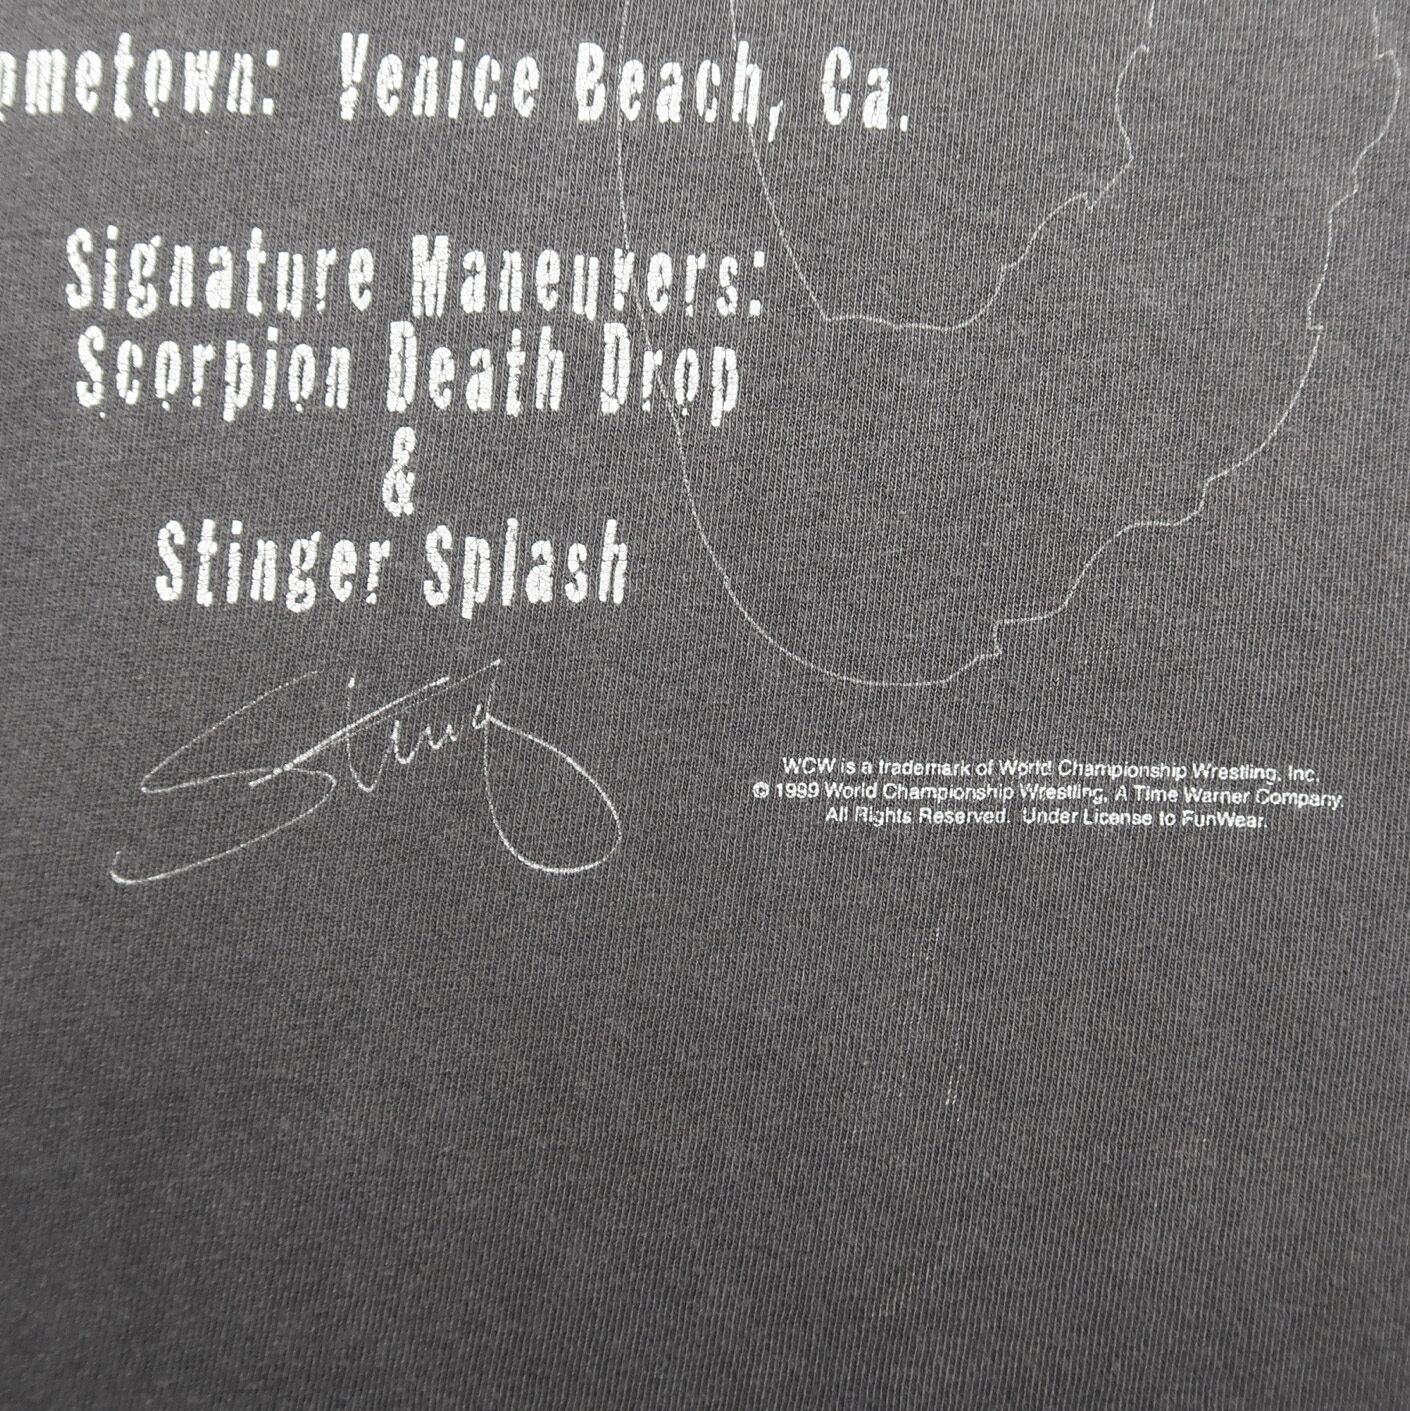 ometown: Venice Beach, Ca.
Signature Maneuvers:
Scorpion Death Drop
&
Stinger Splash
Sting
WCW is a trademark of World Championship Wrestling, Inc.
© 1999 World Championship Wrestling, A Time Warner Company.
All Rights Reserved. Under License to FunWear.